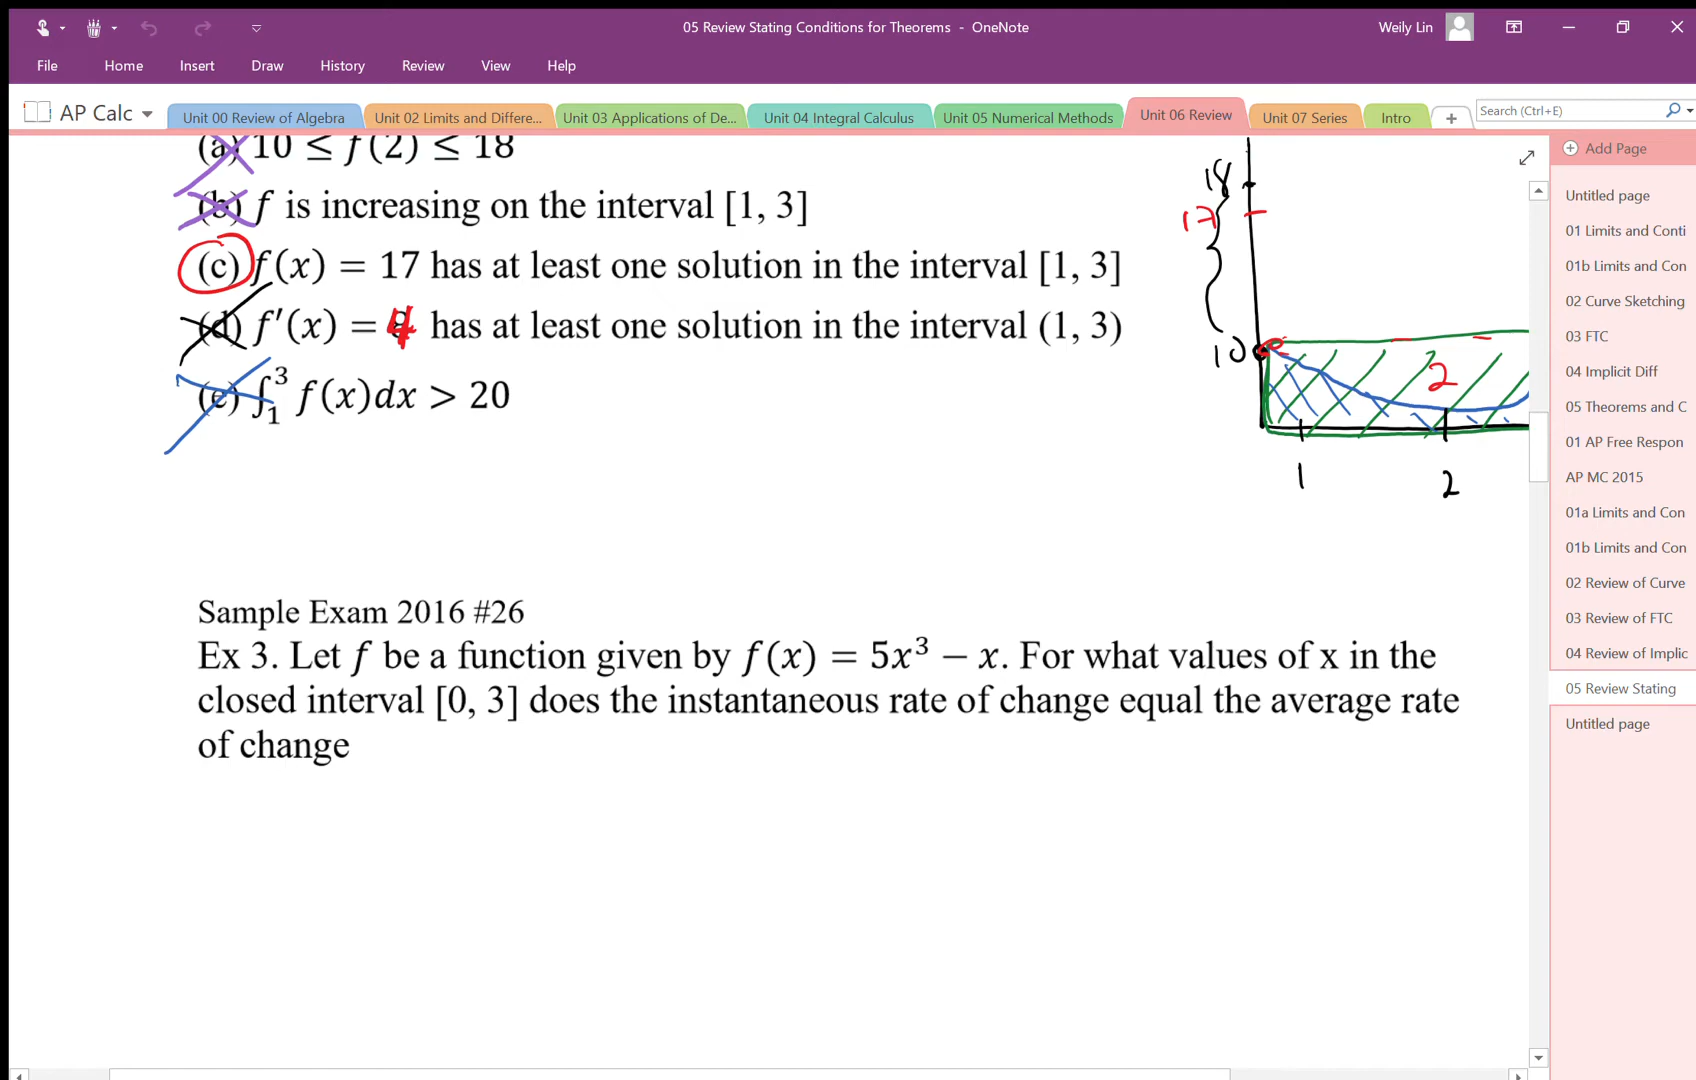 05 Review Stating Conditions for Theorems - OneNote
Weily Lin
File Home Insert Draw History Review View Help
AP Calc
Unit 00 Review of Algebra
Unit 02 Limits and Differe...
Unit 03 Applications of De...
Unit 04 Integral Calculus
Unit 05 Numerical Methods
Unit 06 Review
Unit 07 Series
Intro
+
Search (Ctrl+E)
(a) 10 ≤ f(2) ≤ 18
(b) f is increasing on the interval [1, 3]
(c) f(x) = 17 has at least one solution in the interval [1, 3]
(d) f′(x) = 4 has at least one solution in the interval (1, 3)
(e) ∫₁³ f(x)dx > 20
18
17
10
2
1
2
Sample Exam 2016 #26
Ex 3. Let f be a function given by f(x) = 5x³ − x. For what values of x in the
closed interval [0, 3] does the instantaneous rate of change equal the average rate
of change
Add Page
Untitled page
01 Limits and Conti
01b Limits and Con
02 Curve Sketching
03 FTC
04 Implicit Diff
05 Theorems and C
01 AP Free Respon
AP MC 2015
01a Limits and Con
01b Limits and Con
02 Review of Curve
03 Review of FTC
04 Review of Implic
05 Review Stating
Untitled page